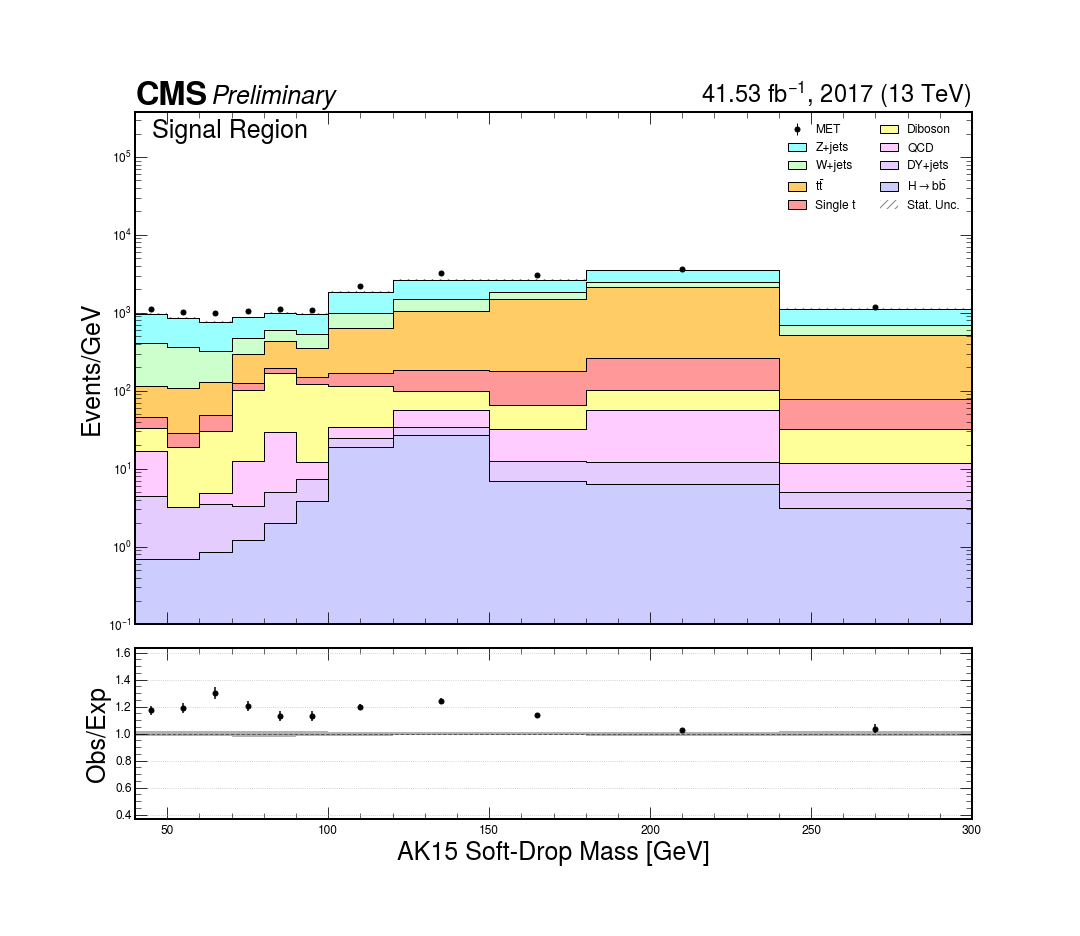 CMS Preliminary
41.53 fb⁻¹, 2017 (13 TeV)
Signal Region
MET
Z+jets
W+jets
tt̄
Single t
Diboson
QCD
DY+jets
H→bb̄
Stat. Unc.
Events/GeV
10⁵
10⁴
10³
10²
10¹
10⁰
10⁻¹
Obs/Exp
1.6
1.4
1.2
1.0
0.8
0.6
0.4
50 100 150 200 250 300
AK15 Soft-Drop Mass [GeV]